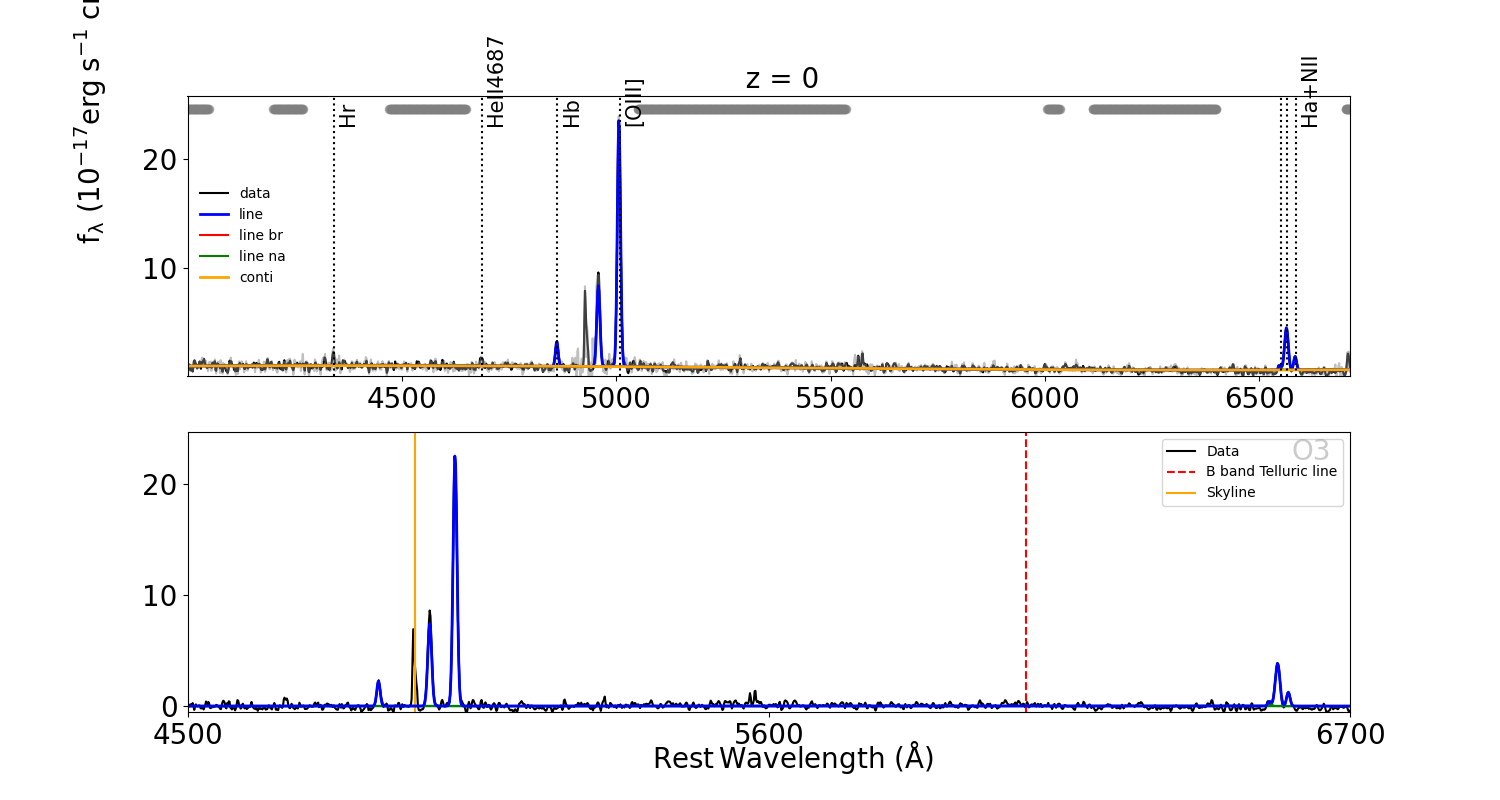 z = 0
fλ (10−17erg s−1 c
Hr
HeII4687
Hb
[OIII]
Ha+NII
20
10
data
line
line br
line na
conti
4500
5000
5500
6000
6500
O3
Data
B band Telluric line
Skyline
20
10
0
4500
5600
6700
Rest Wavelength (Å)